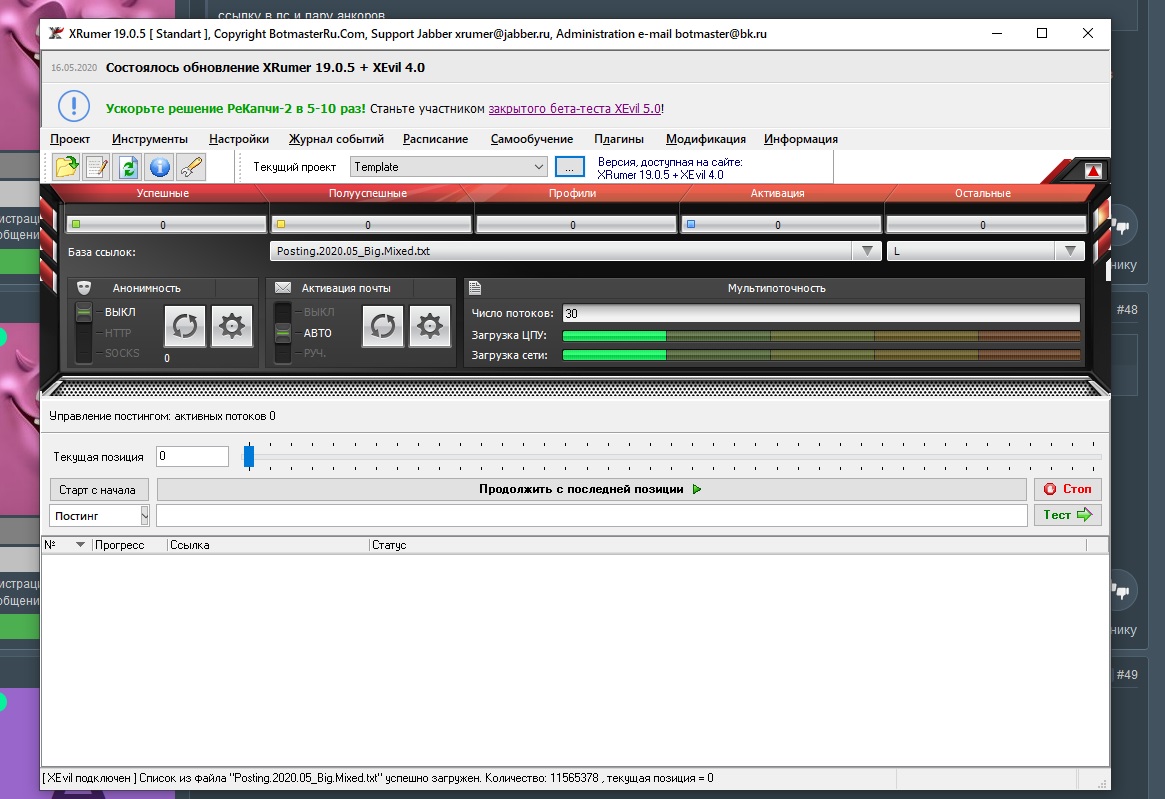 ссылку в лс и пару анкоров
XRumer 19.0.5 [ Standart ], Copyright BotmasterRu.Com, Support Jabber xrumer@jabber.ru, Administration e-mail botmaster@bk.ru
16.05.2020 Состоялось обновление XRumer 19.0.5 + XEvil 4.0
Ускорьте решение РеКапчи-2 в 5-10 раз! Станьте участником закрытого бета-теста XEvil 5.0!
Проект Инструменты Настройки Журнал событий Расписание Самообучение Плагины Модификация Информация
Текущий проект Template ... Версия, доступная на сайте:
XRumer 19.0.5 + XEvil 4.0
Успешные Полууспешные Профили Активация Остальные
0 0 0 0 0
База ссылок: Posting.2020.05_Big.Mixed.txt L
Анонимность Активация почты Мультипоточность
ВЫКЛ ВЫКЛ Число потоков: 30
HTTP АВТО Загрузка ЦПУ:
SOCKS 0 РУЧ. Загрузка сети:
Управление постингом: активных потоков 0
Текущая позиция 0
Старт с начала Продолжить с последней позиции Стоп
Постинг Тест
№ Прогресс Ссылка Статус
[ XEvil подключен ] Список из файла "Posting.2020.05_Big.Mixed.txt" успешно загружен. Количество: 11565378 , текущая позиция = 0
#48
#49